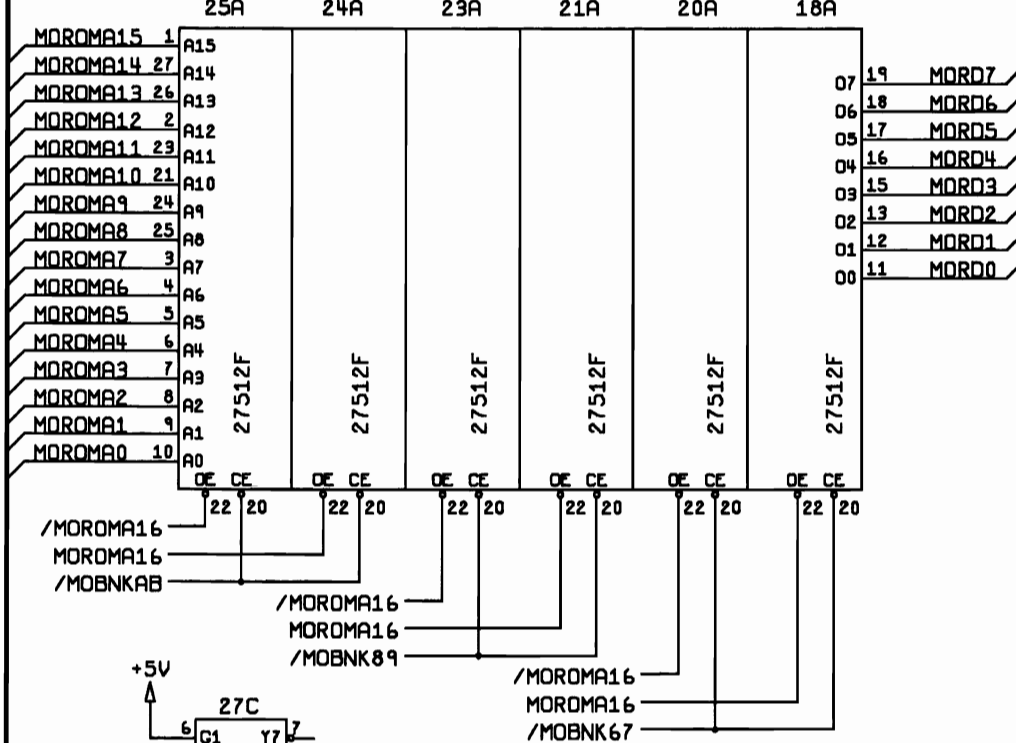 25A 24A 23A 21A 20A 18A
MOROMA15 1 A15
MOROMA14 27 A14
MOROMA13 26 A13
MOROMA12 2 A12
MOROMA11 23 A11
MOROMA10 21 A10
MOROMA9 24 A9
MOROMA8 25 A8
MOROMA7 3 A7
MOROMA6 4 A6
MOROMA5 5 A5
MOROMA4 6 A4
MOROMA3 7 A3
MOROMA2 8 A2
MOROMA1 9 A1
MOROMA0 10 A0
O7 19 MORD7
O6 18 MORD6
O5 17 MORD5
O4 16 MORD4
O3 15 MORD3
O2 13 MORD2
O1 12 MORD1
O0 11 MORD0
27512F 27512F 27512F 27512F 27512F 27512F
OE CE OE CE OE CE OE CE OE CE OE CE
22 20 22 20 22 20 22 20 22 20 22 20
/MOROMA16
MOROMA16
/MOBNKAB
/MOROMA16
MOROMA16
/MOBNK89
/MOROMA16
MOROMA16
/MOBNK67
+5V
27C
6 G1 Y7 7